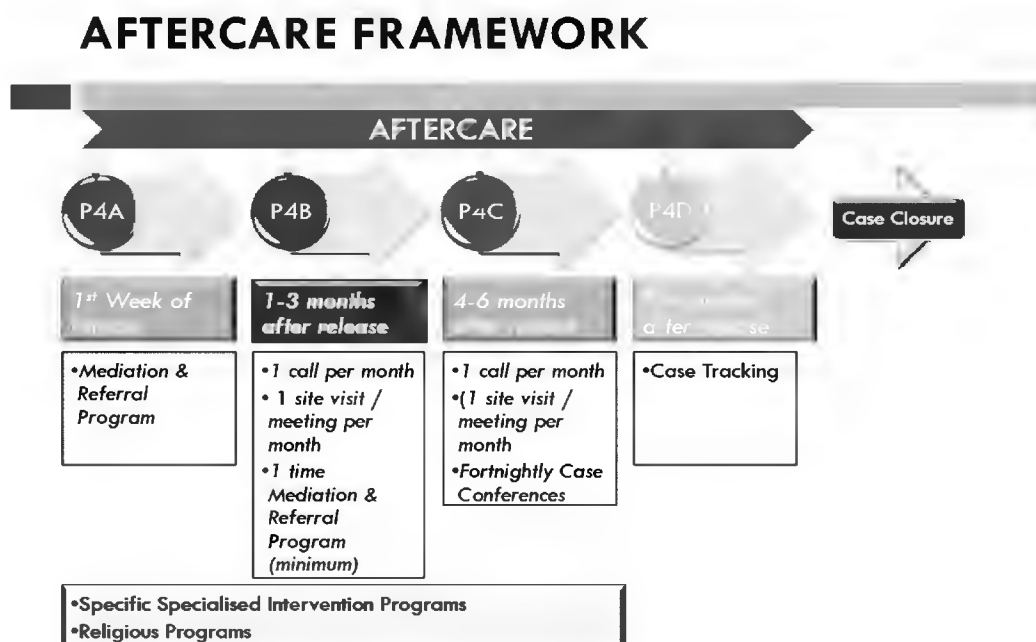 AFTERCARE FRAMEWORK
AFTERCARE
P4A
P4B
P4C
P4D
Case Closure
1st Week of
1-3 months
after release
4-6 months
•Mediation &
Referral
Program
•1 call per month
• 1 site visit /
meeting per
month
•1 time
Mediation &
Referral
Program
(minimum)
•1 call per month
•(1 site visit /
meeting per
month
•Fortnightly Case
Conferences
•Case Tracking
•Specific Specialised Intervention Programs
•Religious Programs